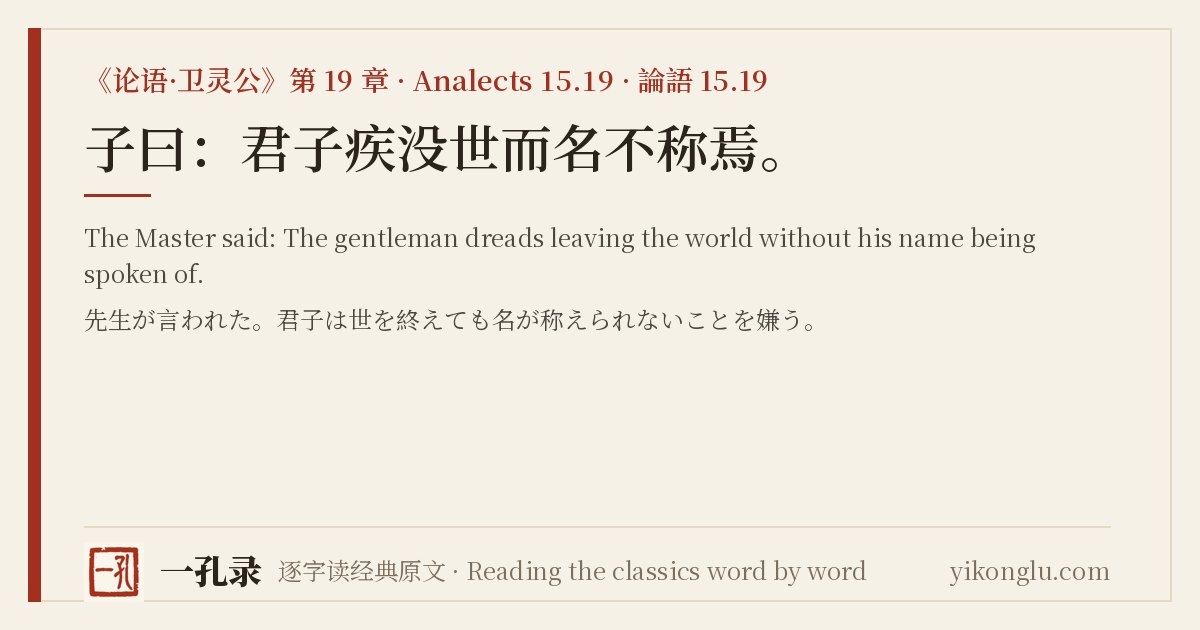 《论语·卫灵公》第 19 章 · Analects 15.19 · 論語 15.19
子曰：君子疾没世而名不称焉。
The Master said: The gentleman dreads leaving the world without his name being
spoken of.
先生が言われた。君子は世を終えても名が称えられないことを嫌う。
一孔 一孔录 逐字读经典原文 · Reading the classics word by word yikonglu.com